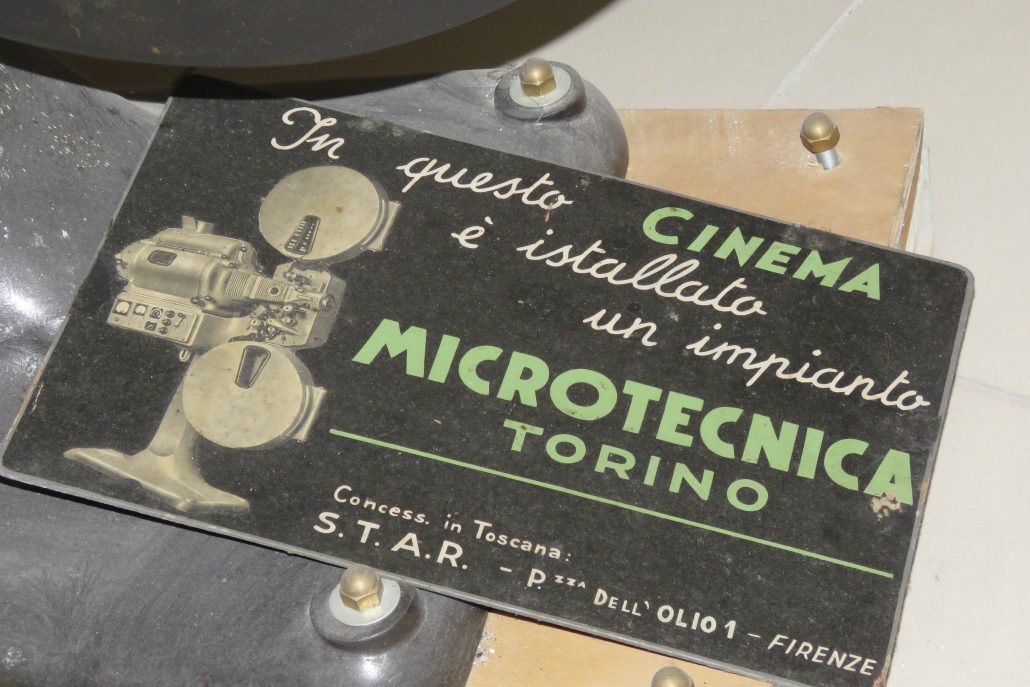 In questo CINEMA
è istallato
un impianto
MICROTECNICA
TORINO
Concess. in Toscana:
S.T.A.R. - P.ZZA DELL' OLIO 1 - FIRENZE